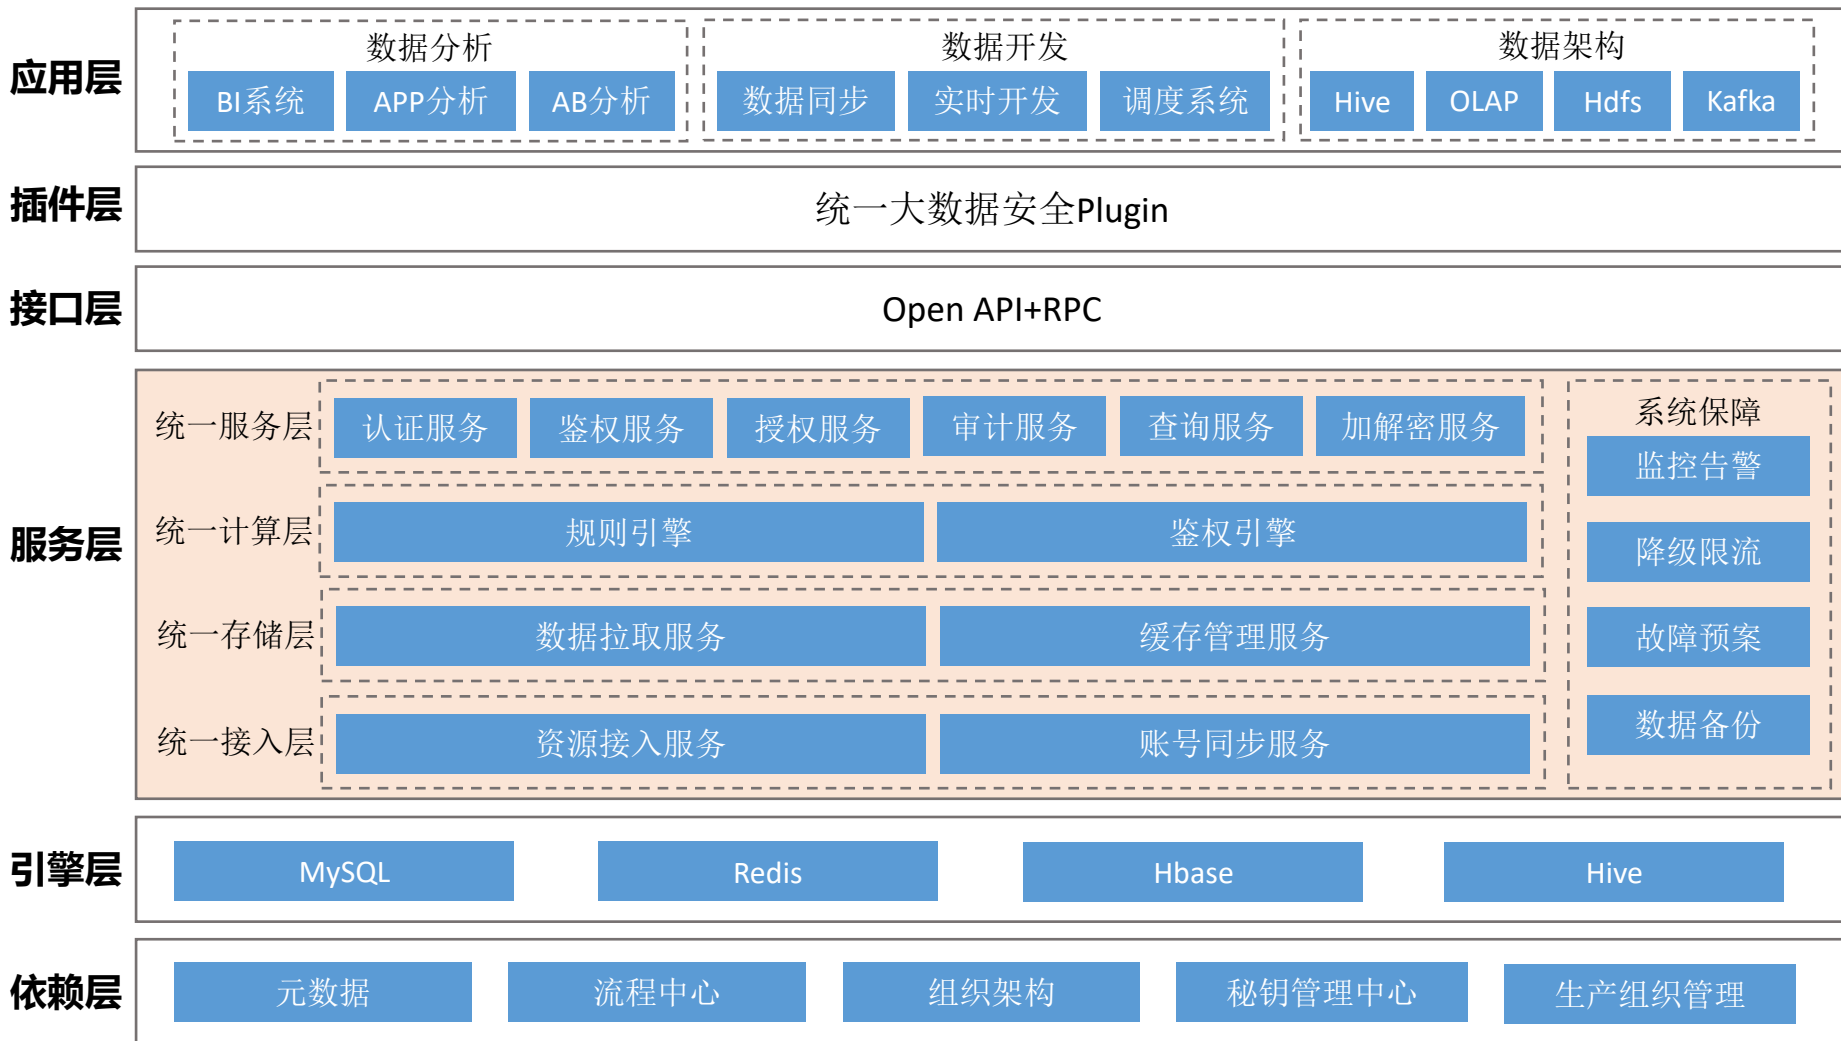 应用层
数据分析
BI系统
APP分析
AB分析
数据开发
数据同步
实时开发
调度系统
数据架构
Hive
OLAP
Hdfs
Kafka
插件层
统一大数据安全Plugin
接口层
Open API+RPC
服务层
统一服务层
认证服务
鉴权服务
授权服务
审计服务
查询服务
加解密服务
统一计算层
规则引擎
鉴权引擎
统一存储层
数据拉取服务
缓存管理服务
统一接入层
资源接入服务
账号同步服务
系统保障
监控告警
降级限流
故障预案
数据备份
引擎层
MySQL
Redis
Hbase
Hive
依赖层
元数据
流程中心
组织架构
秘钥管理中心
生产组织管理